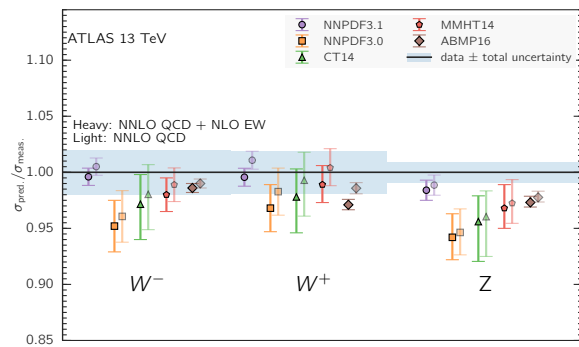 ATLAS 13 TeV
NNPDF3.1
NNPDF3.0
CT14
MMHT14
ABMP16
data ± total uncertainty
Heavy: NNLO QCD + NLO EW
Light: NNLO QCD
σpred./σmeas.
1.10
1.05
1.00
0.95
0.90
0.85
W⁻
W⁺
Z